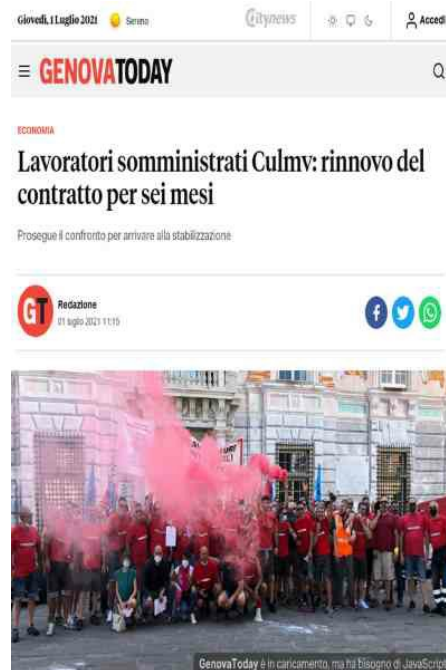 Giovedì, 1 Luglio 2021 Sereno
Citynews
Accedi
GENOVATODAY
ECONOMIA
Lavoratori somministrati Culmv: rinnovo del
contratto per sei mesi
Prosegue il confronto per arrivare alla stabilizzazione
GT
Redazione
01 luglio 2021 11:15
GenovaToday è in caricamento, ma ha bisogno di JavaScript